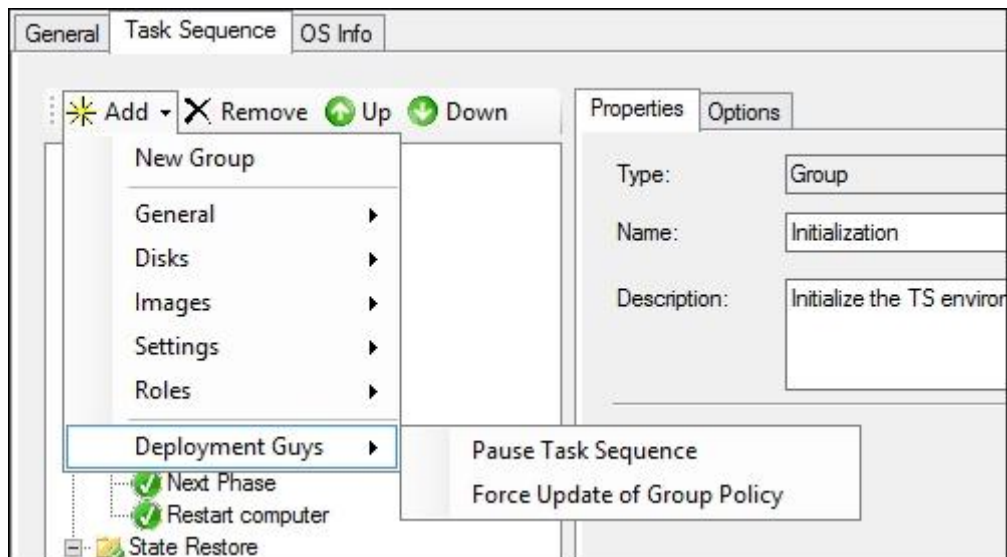 General Task Sequence OS Info
Add Remove Up Down
New Group
General
Disks
Images
Settings
Roles
Deployment Guys
Pause Task Sequence
Force Update of Group Policy
Next Phase
Restart computer
State Restore
Properties Options
Type: Group
Name: Initialization
Description: Initialize the TS environ